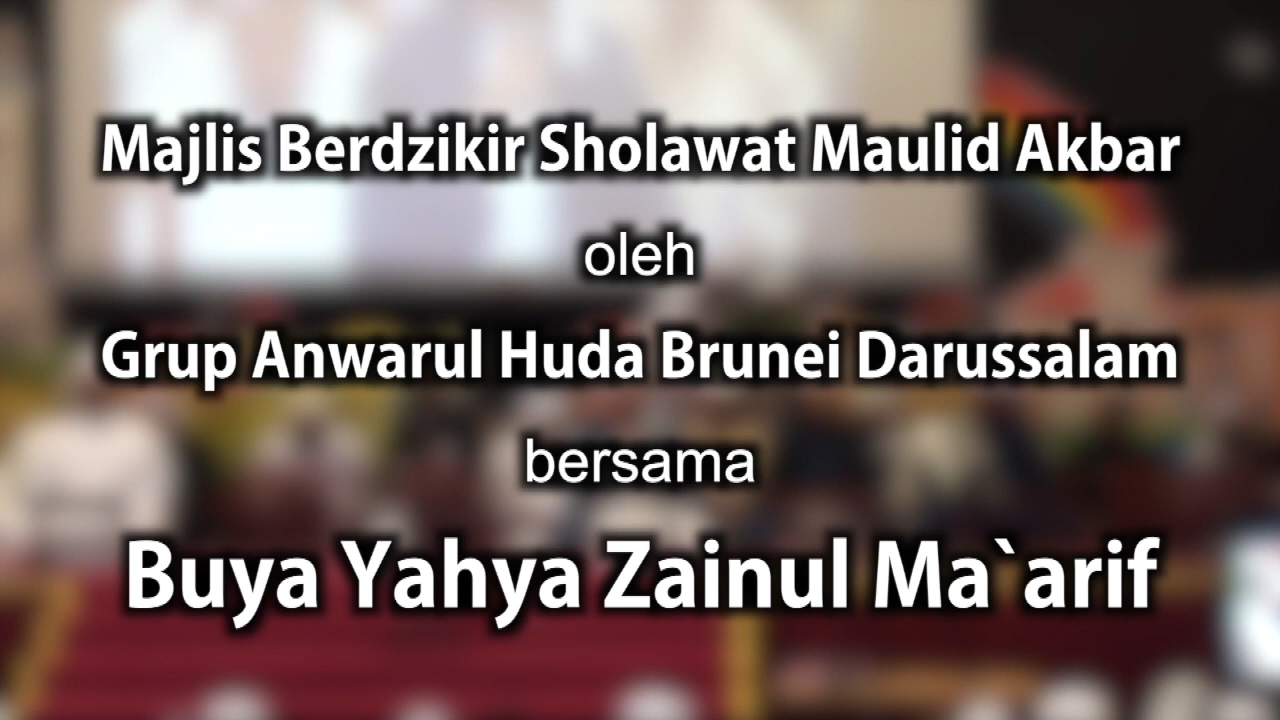 Majlis Berdzikir Sholawat Maulid Akbar
oleh
Grup Anwarul Huda Brunei Darussalam
bersama
Buya Yahya Zainul Ma`arif